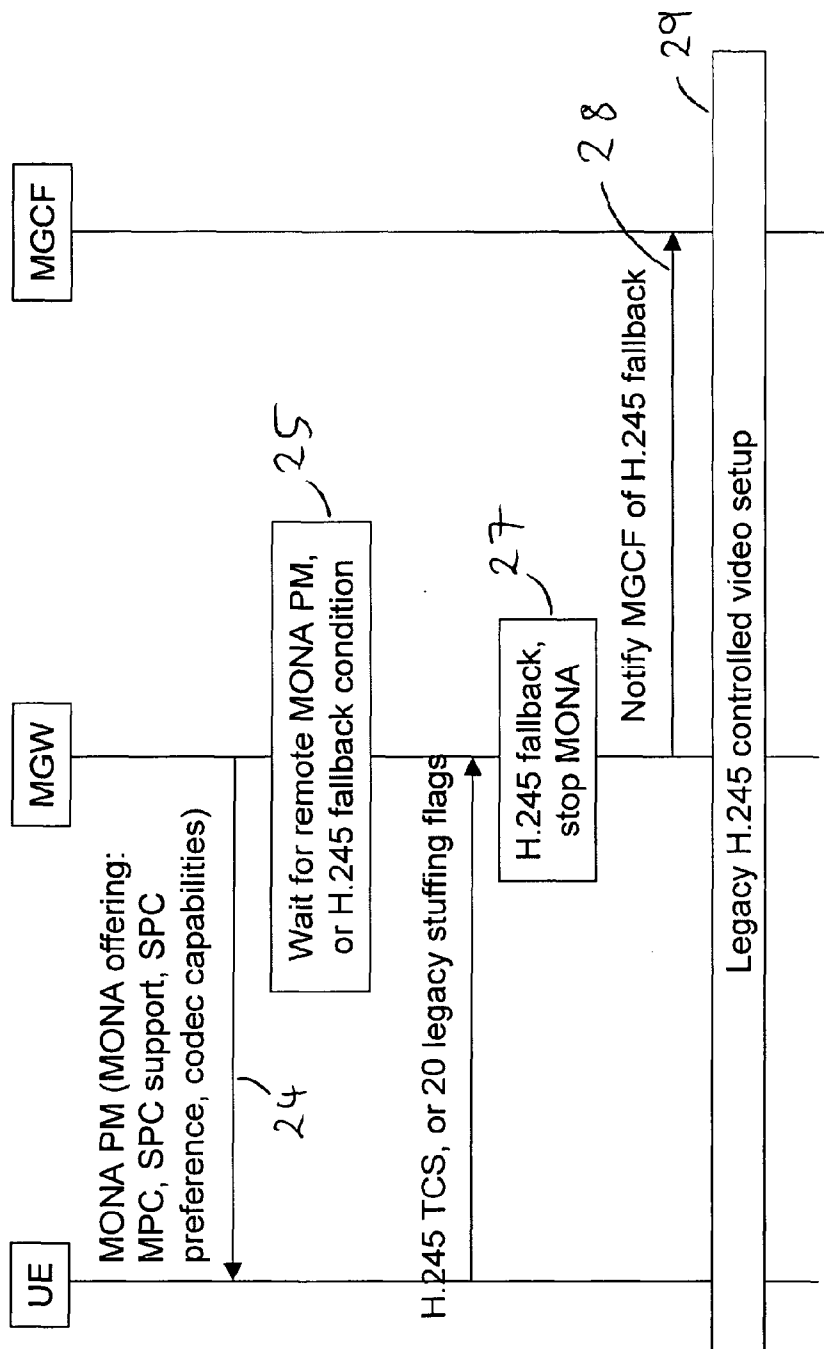 UE
MGW
MGCF
MONA PM (MONA offering:
MPC, SPC support, SPC
preference, codec capabilities)
24
Wait for remote MONA PM,
or H.245 fallback condition
25
H.245 TCS, or 20 legacy stuffing flags
H.245 fallback,
stop MONA
27
Notify MGCF of H.245 fallback
28
Legacy H.245 controlled video setup
29